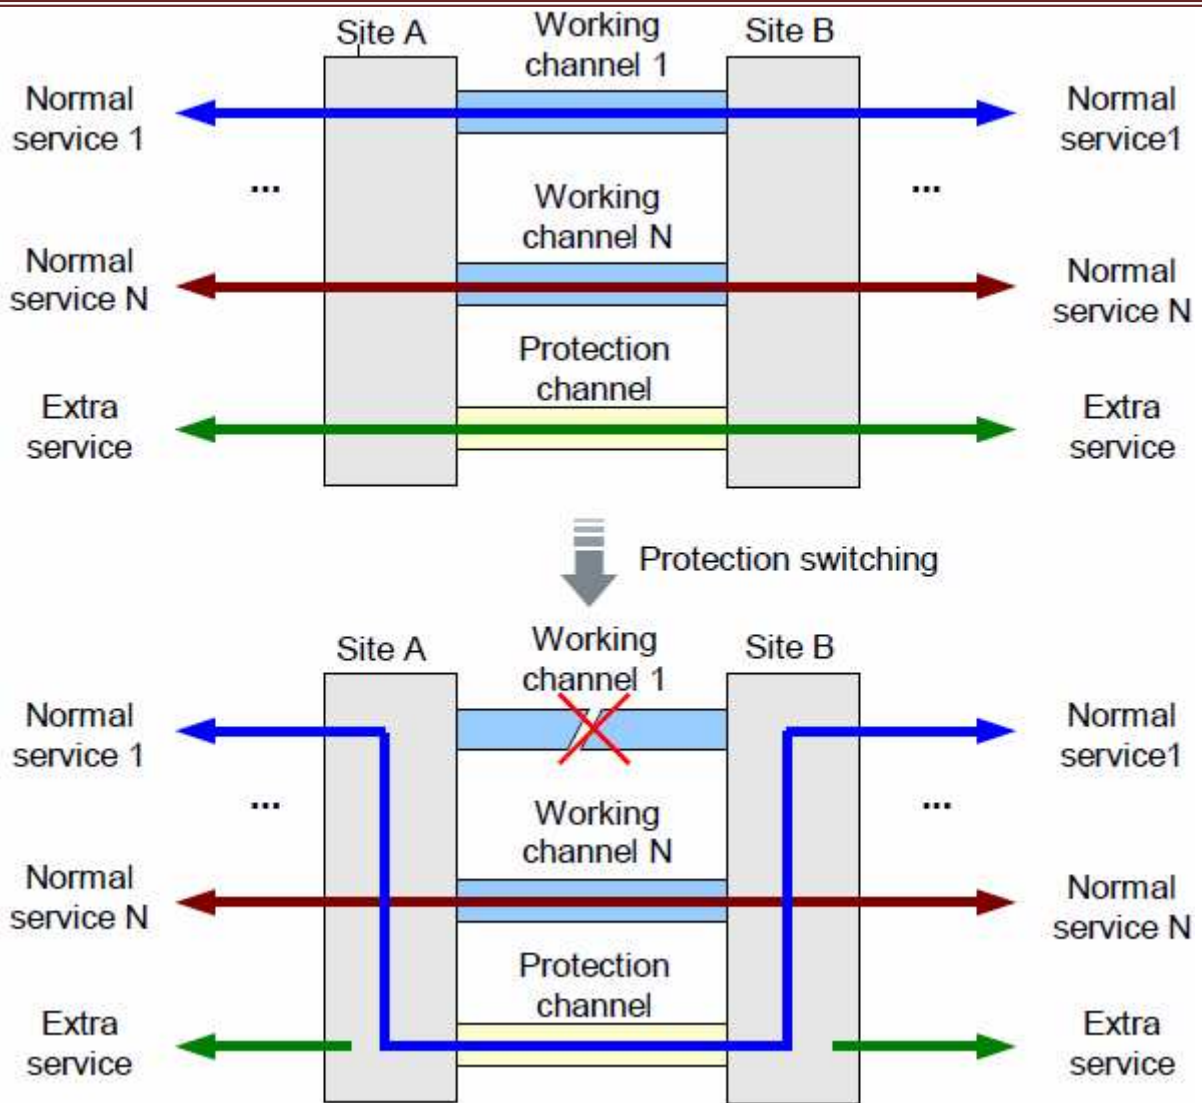 Site A
Working
channel 1
Site B
Normal
service 1
Normal
service1
...
...
Working
channel N
Normal
service N
Normal
service N
Protection
channel
Extra
service
Extra
service
Protection switching
Site A
Working
channel 1
Site B
Normal
service 1
Normal
service1
...
...
Working
channel N
Normal
service N
Normal
service N
Protection
channel
Extra
service
Extra
service